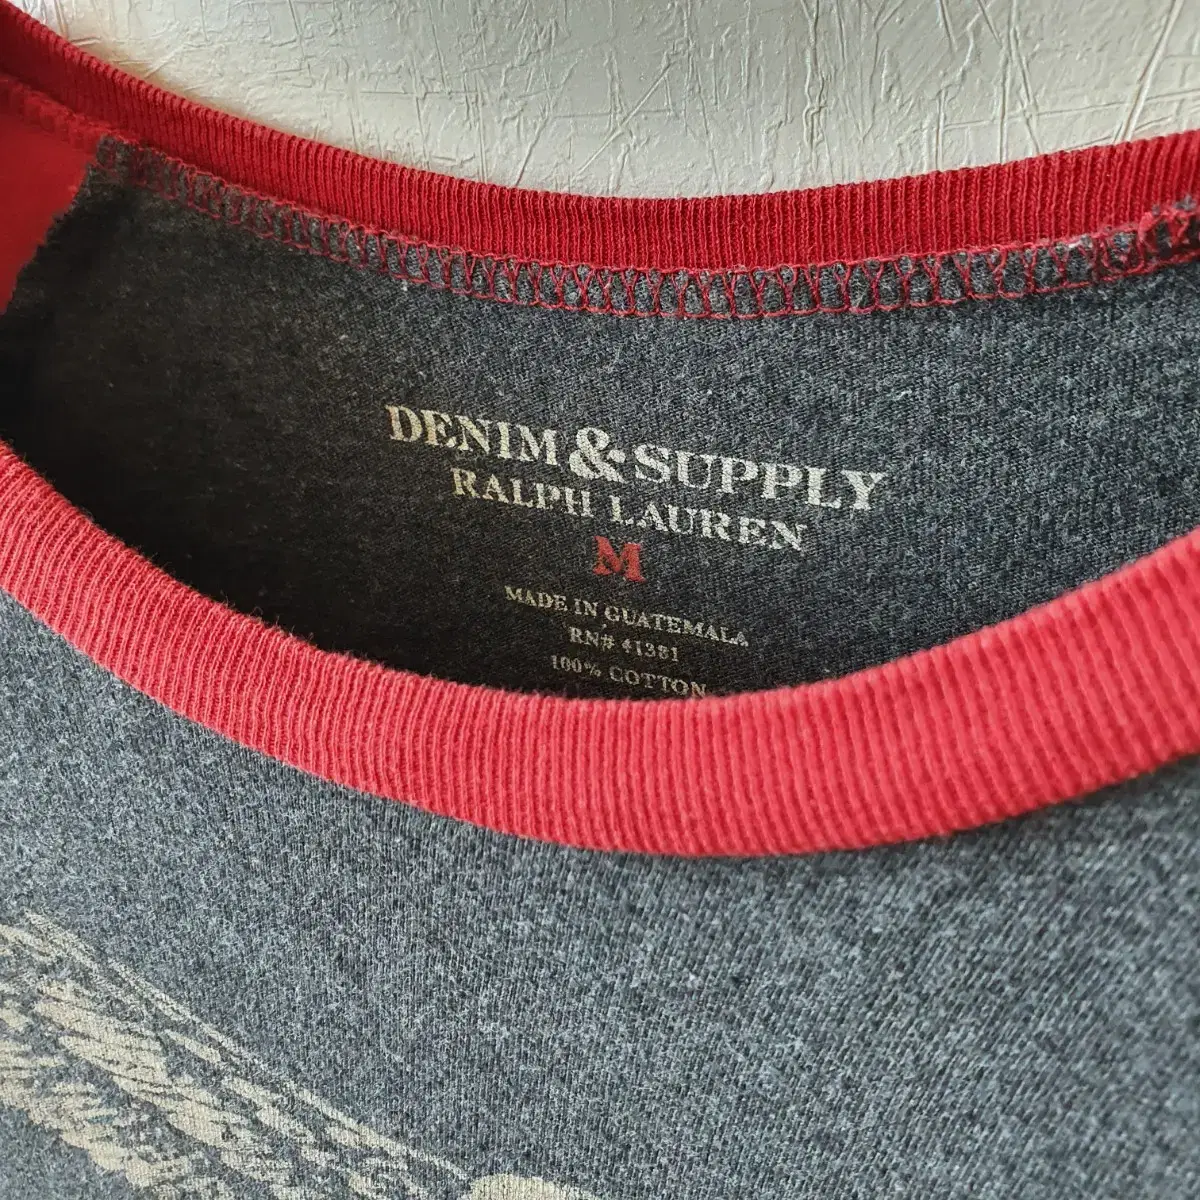 DENIM & SUPPLY
RALPH LAUREN
M
MADE IN GUATEMALA
RN# 41381
100% COTTON